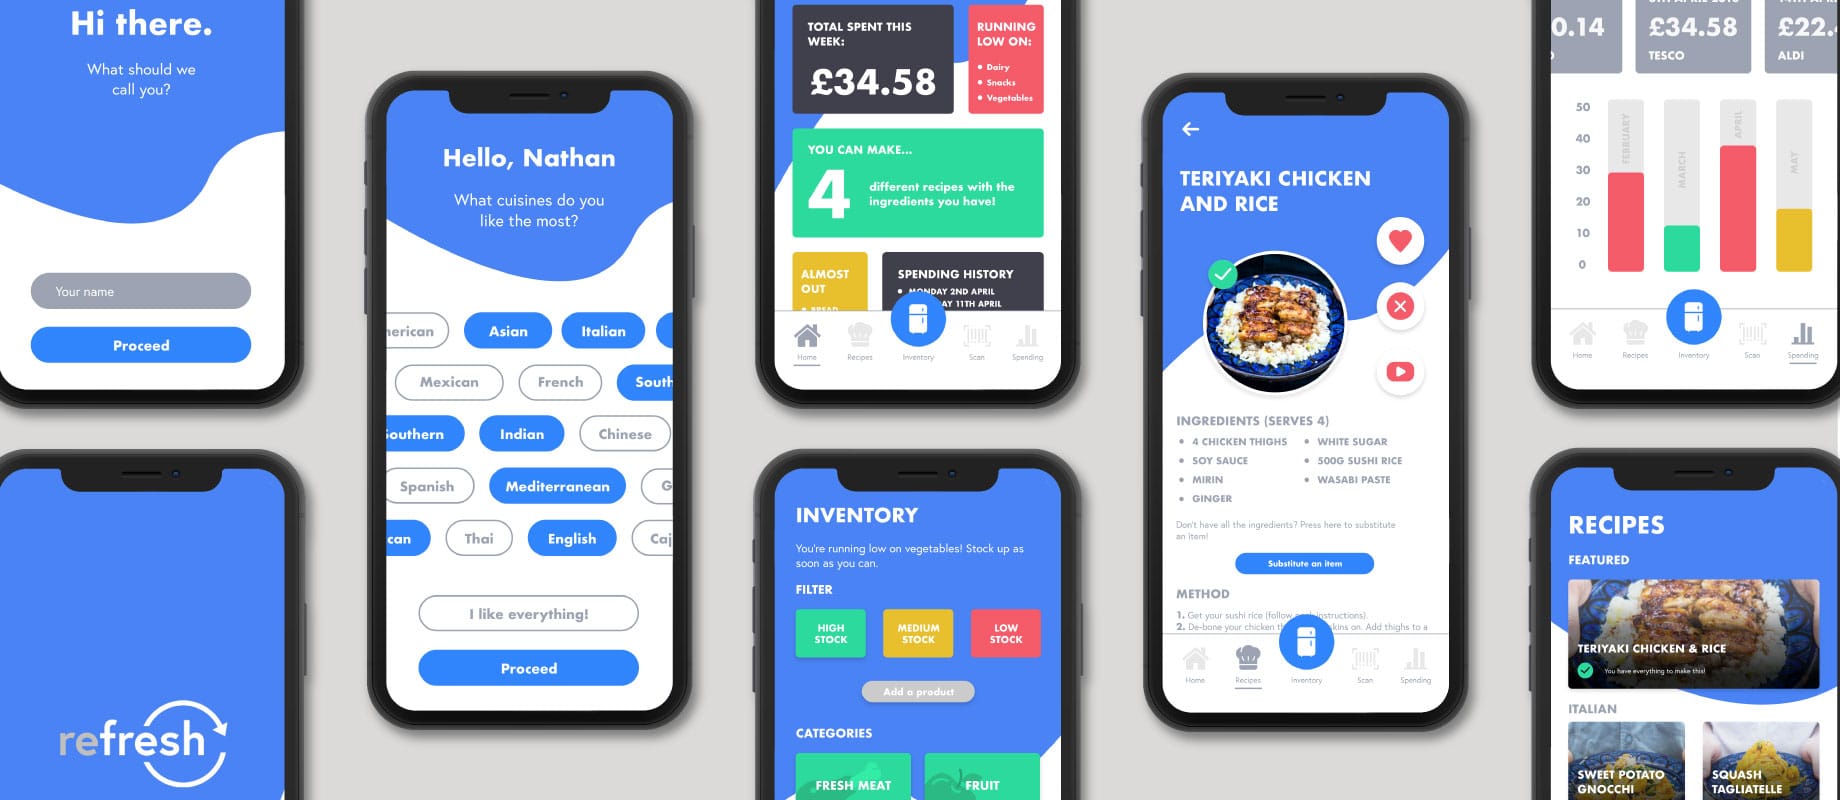 Hi there.
What should we
call you?
Your name
Proceed
refresh
Hello, Nathan
What cuisines do you
like the most?
Asian Italian
Mexican French
Southern Indian Chinese
Spanish Mediterranean G
can Thai English Caj
I like everything!
Proceed
TOTAL SPENT THIS
WEEK:
£34.58
RUNNING
LOW ON:
• Dairy
• Snacks
• Vegetables
YOU CAN MAKE...
4
different recipes with the
ingredients you have!
ALMOST
OUT
• BREAD
SPENDING HISTORY
• MONDAY 2ND APRIL
AY 11TH APRIL
Home Recipes Inventory Scan Spending
INVENTORY
You're running low on vegetables! Stock up as
soon as you can.
FILTER
HIGH
STOCK
MEDIUM
STOCK
LOW
STOCK
Add a product
CATEGORIES
FRESH MEAT FRUIT
TERIYAKI CHICKEN
AND RICE
INGREDIENTS (SERVES 4)
• 4 CHICKEN THIGHS
• SOY SAUCE
• MIRIN
• GINGER
• WHITE SUGAR
• 500G SUSHI RICE
• WASABI PASTE
Don't have all the ingredients? Press here to substitute
an item!
Substitute an item
METHOD
1. Get your sushi rice (follow pack instructions).
2. De-bone your chicken th kins on. Add thighs to a
Home Recipes Inventory Scan Spending
0.14
£34.58
TESCO
£22.
ALDI
50
40
30
20
10
0
FEBRUARY
MARCH
APRIL
MAY
Home Recipes Inventory Scan Spending
RECIPES
FEATURED
TERIYAKI CHICKEN & RICE
You have everything to make this!
ITALIAN
SWEET POTATO
GNOCCHI
SQUASH
TAGLIATELLE